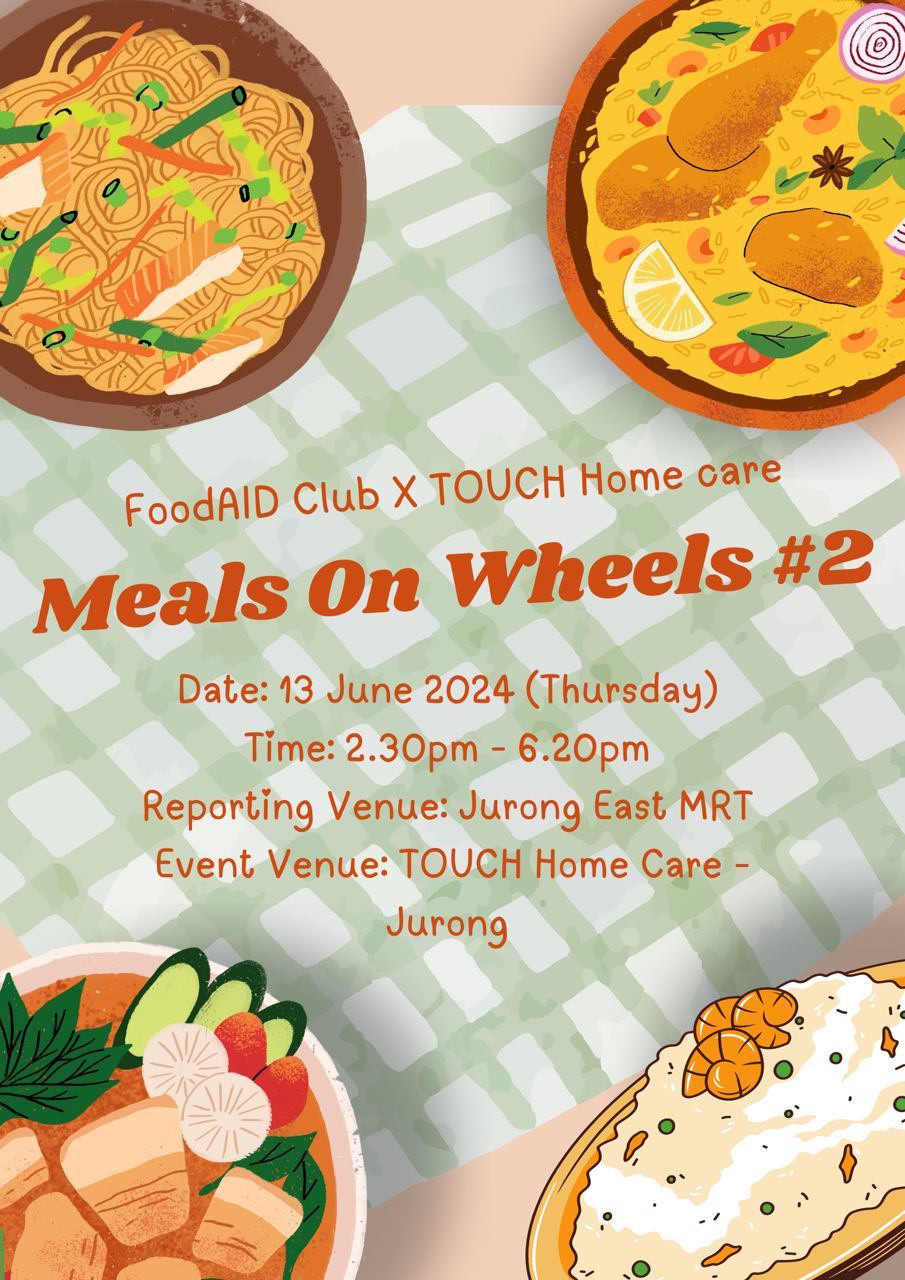 FoodAID Club X TOUCH Home care
Meals On Wheels #2
Date: 13 June 2024 (Thursday)
Time: 2.30pm - 6.20pm
Reporting Venue: Jurong East MRT
Event Venue: TOUCH Home Care -
Jurong